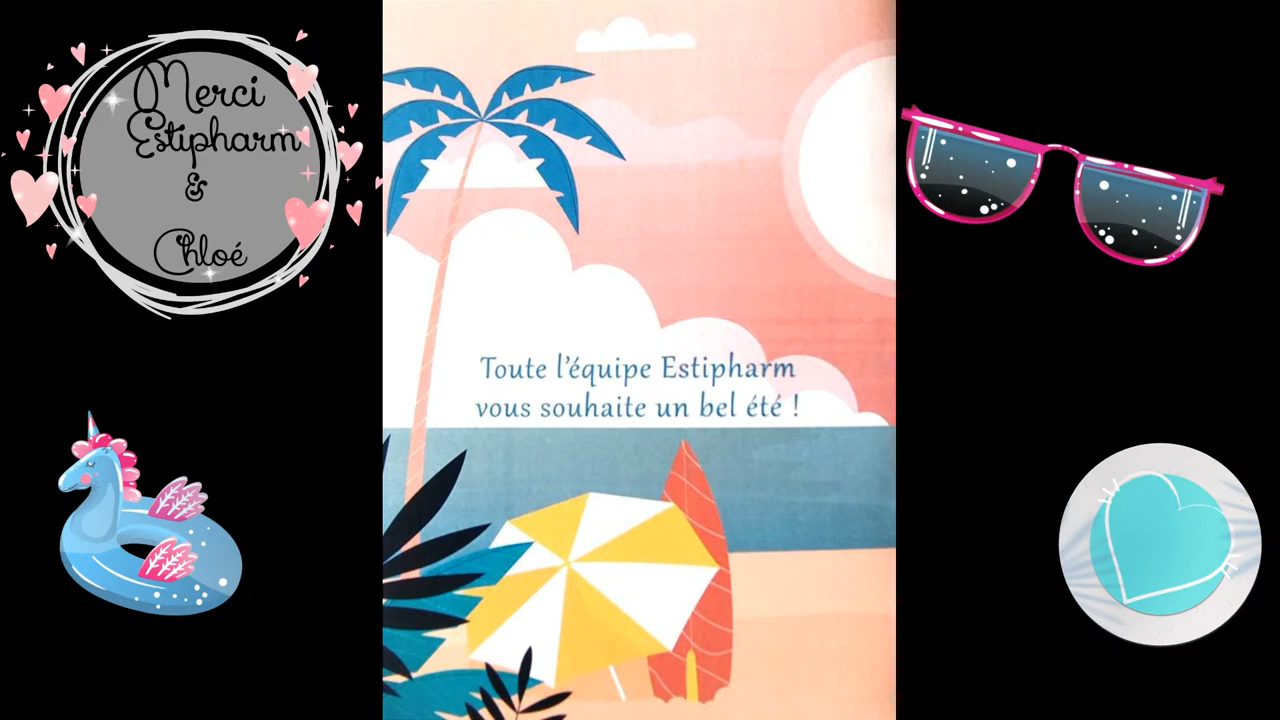 Merci
Estipharm
&
Chloé
Toute l'équipe Estipharm
vous souhaite un bel été !